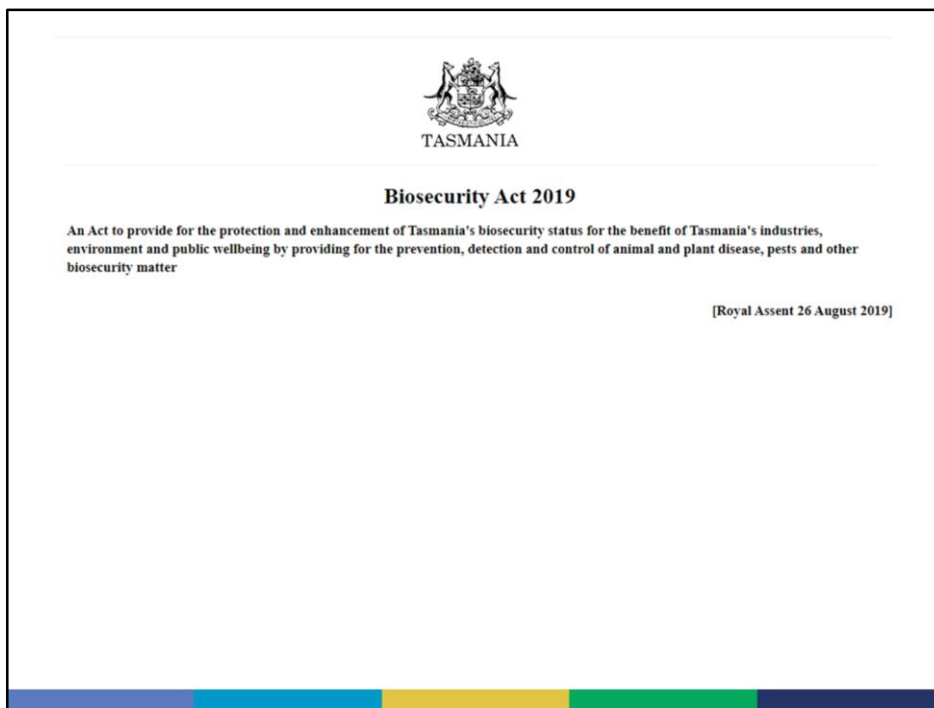 TASMANIA
Biosecurity Act 2019
An Act to provide for the protection and enhancement of Tasmania's biosecurity status for the benefit of Tasmania's industries,
environment and public wellbeing by providing for the prevention, detection and control of animal and plant disease, pests and other
biosecurity matter
[Royal Assent 26 August 2019]